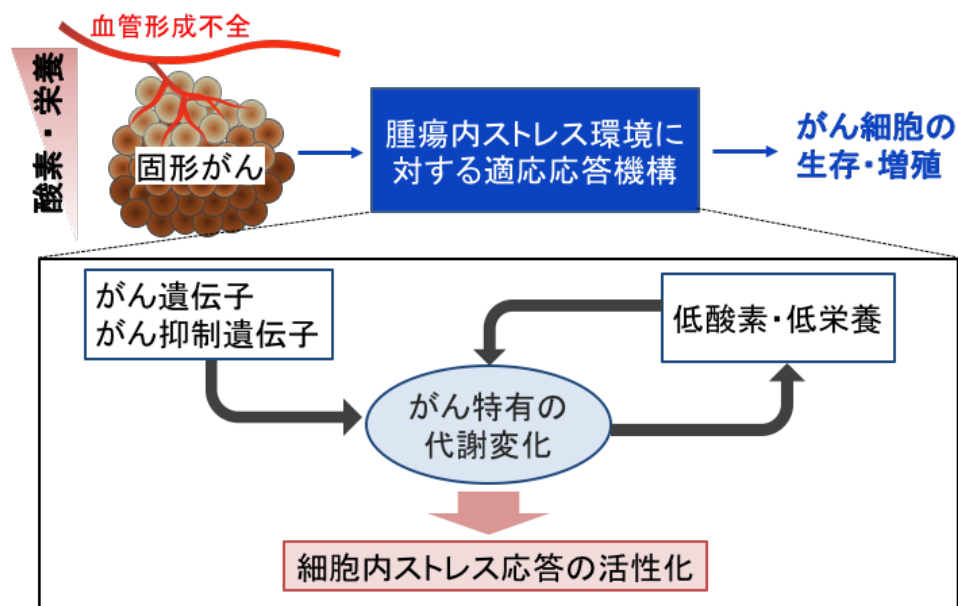 血管形成不全
酸素・栄養
固形がん
腫瘍内ストレス環境に
対する適応応答機構
がん細胞の
生存・増殖
がん遺伝子
がん抑制遺伝子
低酸素・低栄養
がん特有の
代謝変化
細胞内ストレス応答の活性化